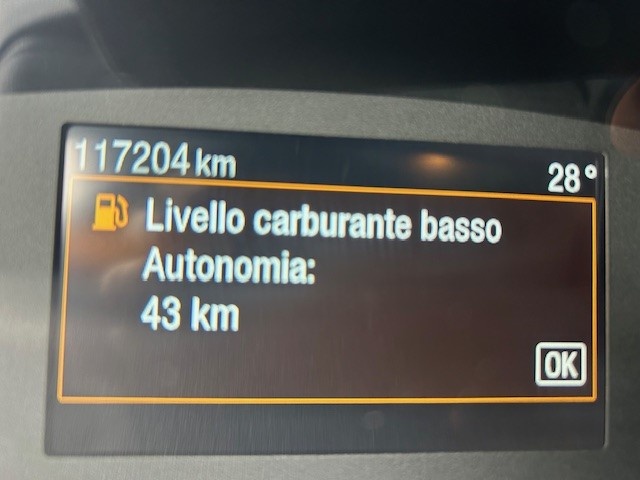 117204 km 28°
Livello carburante basso
Autonomia:
43 km
OK